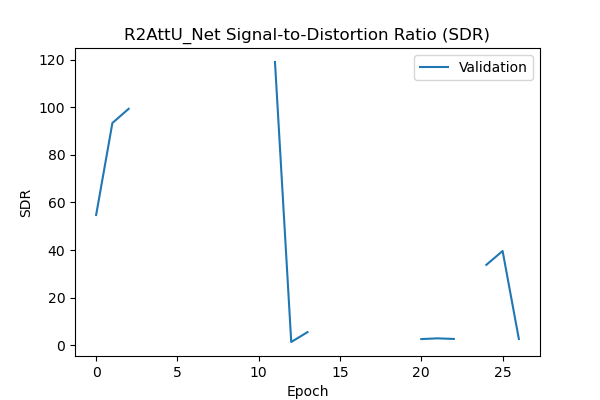 R2AttU_Net Signal-to-Distortion Ratio (SDR)
Validation
120
100
80
60
40
20
0
SDR
0 5 10 15 20 25
Epoch